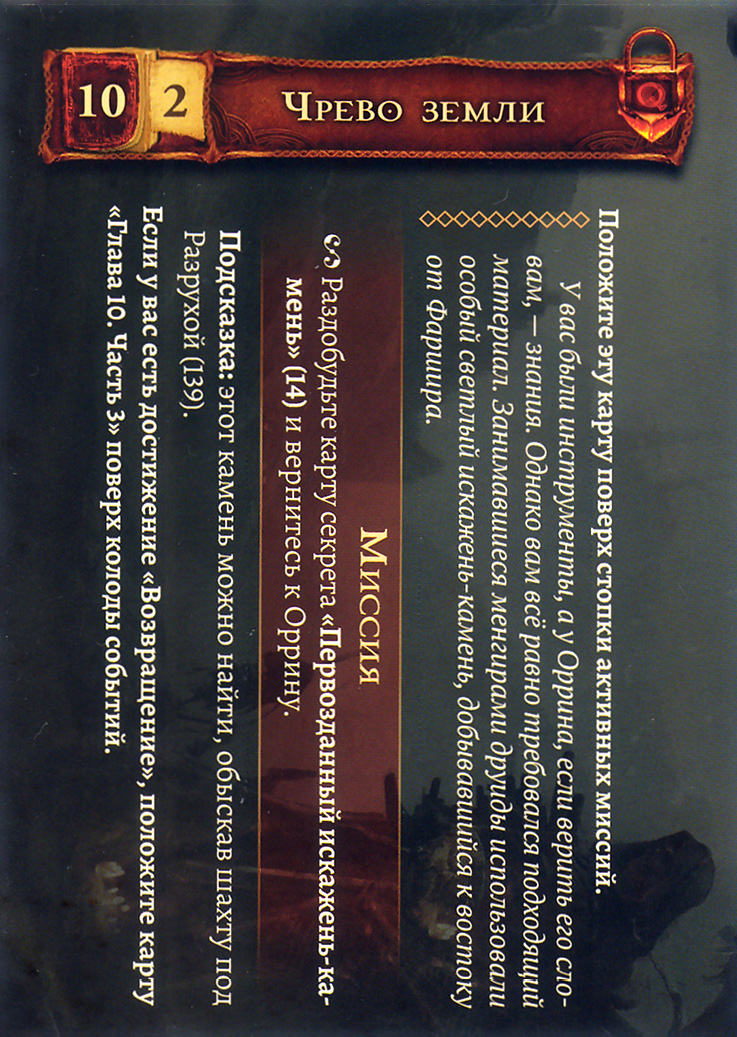 10
2
Чрево земли
Q
Положите эту карту поверх стопки активных миссий.
У вас были инструменты, а у Оррина, если верить его сло-
вам, — знания. Однако вам всё равно требовался подходящий
материал. Занимавшиеся менгирами друиды использовали
особый светлый искажень-камень, добывавшийся к востоку
от Фаршира.
Миссия
Раздобудьте карту секрета «Первозданный искажень-ка-
мень» (14) и вернитесь к Оррину.
Подсказка: этот камень можно найти, обыскав шахту под
Разрухой (139).
Если у вас есть достижение «Возвращение», положите карту
«Глава 10. Часть 3» поверх колоды событий.